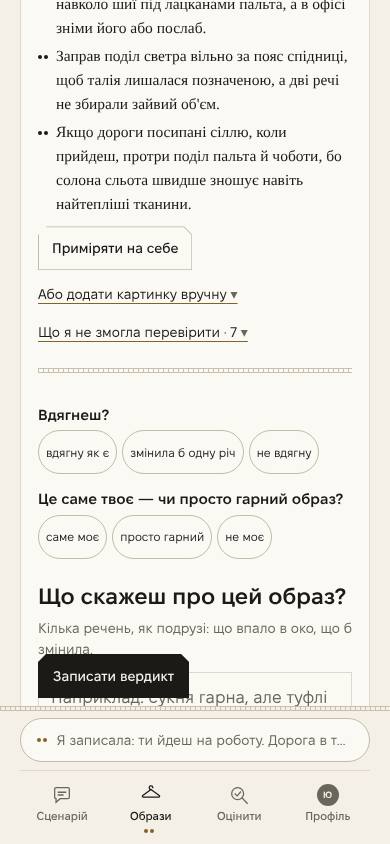 навколо шиї під лацканами пальта, а в офісі
зніми його або послаб.
Заправ поділ светра вільно за пояс спідниці,
щоб талія лишалася позначеною, а дві речі
не збирали зайвий об'єм.
Якщо дороги посипані сіллю, коли
прийдеш, протри поділ пальта й чоботи, бо
солона сльота швидше зношує навіть
найтепліші тканини.
Приміряти на себе
Або додати картинку вручну ▾
Що я не змогла перевірити · 7 ▾
Вдягнеш?
вдягну як є
змінила б одну річ
не вдягну
Це саме твоє — чи просто гарний образ?
саме моє
просто гарний
не моє
Що скажеш про цей образ?
Кілька речень, як подрузі: що впало в око, що б
змінила.
Записати вердикт
Наприклад: сукня гарна, але туфлі
Я записала: ти йдеш на роботу. Дорога в т…
Сценарій
Образи
Оцінити
Ю
Профіль